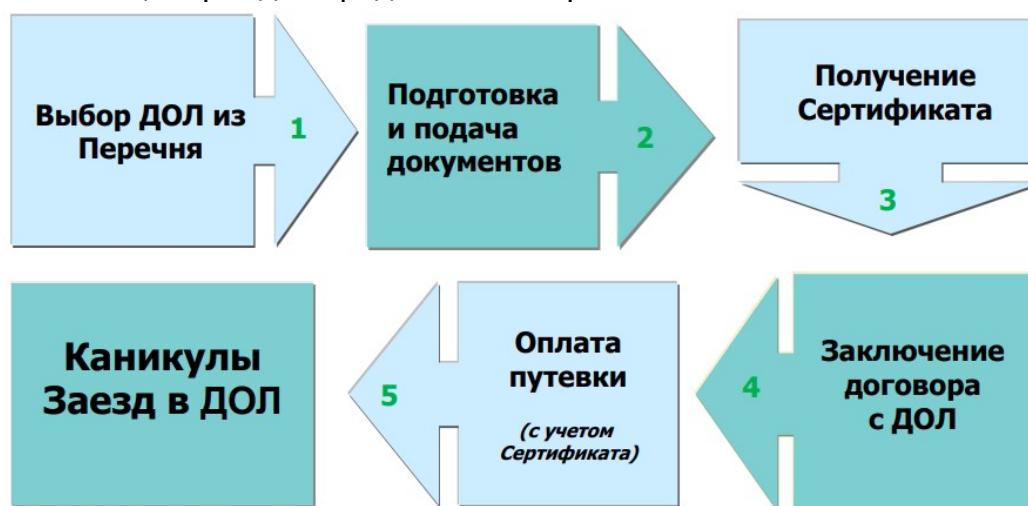 Выбор ДОЛ из
Перечня
1
Подготовка
и подача
документов
2
Получение
Сертификата
3
Заключение
договора
с ДОЛ
4
Оплата
путевки
(с учетом
Сертификата)
5
Каникулы
Заезд в ДОЛ